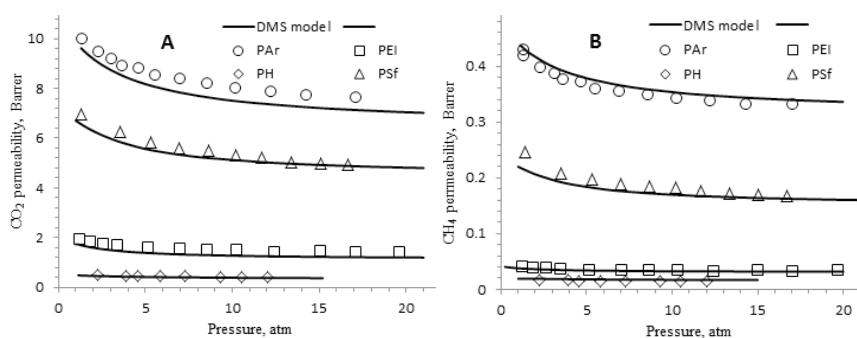 A
DMS model
PAr
PEI
PH
PSf
CO2 permeability, Barrer
10
8
6
4
2
0
0
5
10
15
20
Pressure, atm
B
DMS model
PAr
PEI
PH
PSf
CH4 permeability, Barrer
0.4
0.3
0.2
0.1
0
0
5
10
15
20
Pressure, atm